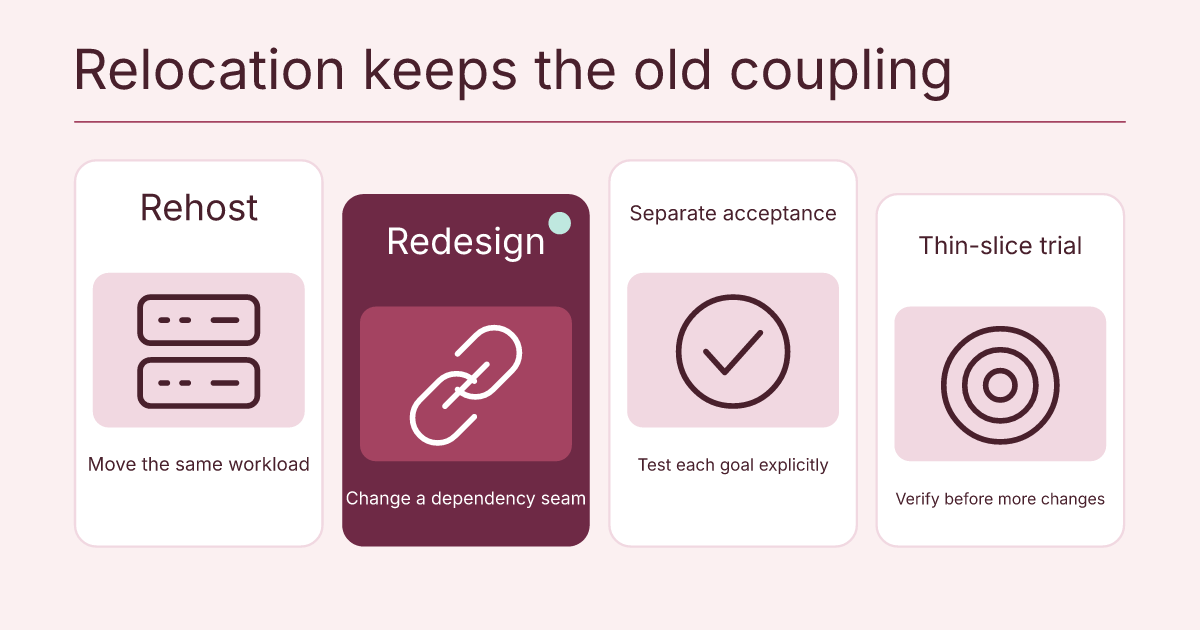 Relocation keeps the old coupling
Rehost
Move the same workload
Redesign
Change a dependency seam
Separate acceptance
Test each goal explicitly
Thin-slice trial
Verify before more changes